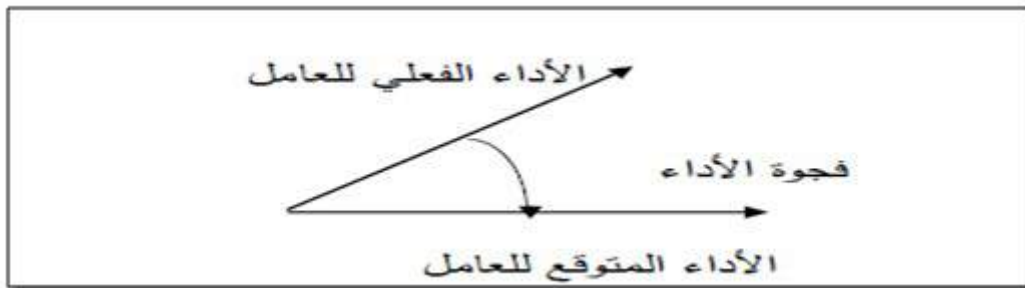 الأداء الفعلي للعامل
فجوة الأداء
الأداء المتوقع للعامل